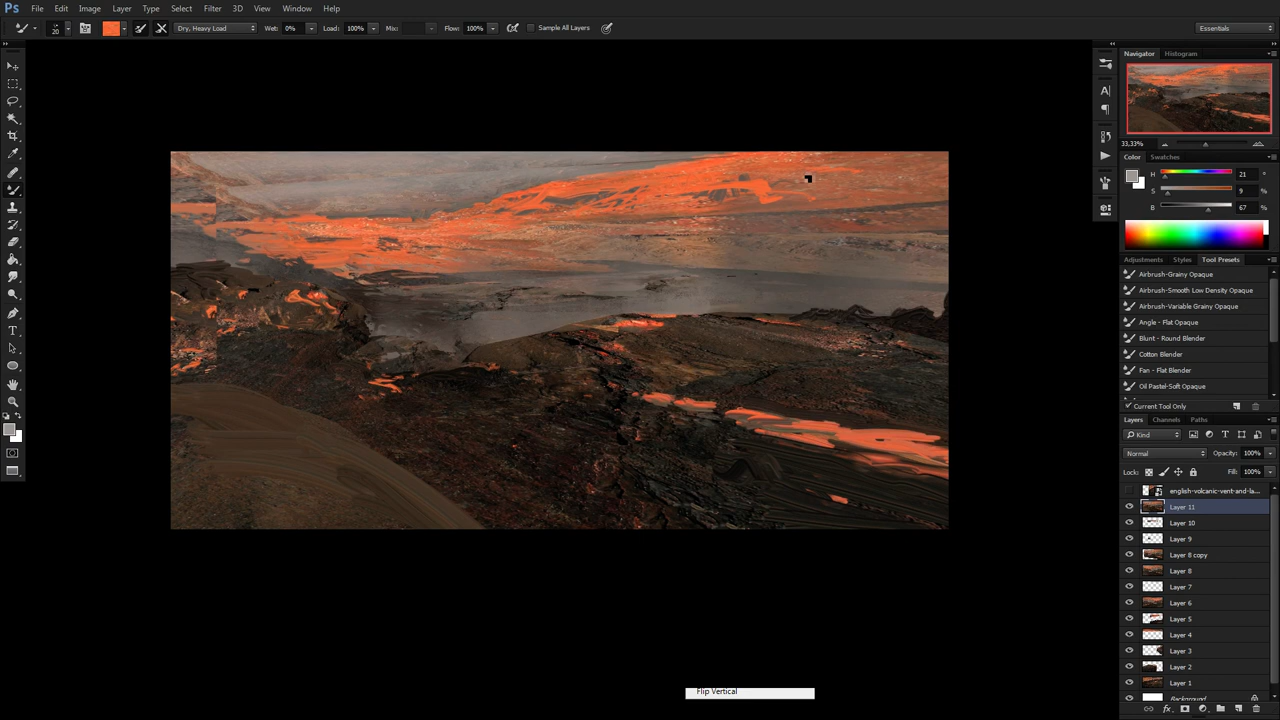 Ps File Edit Image Layer Type Select Filter 3D View Window Help
20 Dry, Heavy Load Wet: 0% Load: 100% Mix: Flow: 100% Sample All Layers Essentials
Navigator Histogram
33,33%
Color Swatches
H 21 °
S 9 %
B 67 %
Adjustments Styles Tool Presets
Airbrush-Grainy Opaque
Airbrush-Smooth Low Density Opaque
Airbrush-Variable Grainy Opaque
Angle - Flat Opaque
Blunt - Round Blender
Cotton Blender
Fan - Flat Blender
Oil Pastel-Soft Opaque
Current Tool Only
Layers Channels Paths
Kind
Normal Opacity: 100%
Lock: Fill: 100%
english-volcanic-vent-and-la...
Layer 11
Layer 10
Layer 9
Layer 8 copy
Layer 8
Layer 7
Layer 6
Layer 5
Layer 4
Layer 3
Layer 2
Layer 1
Background
Flip Vertical